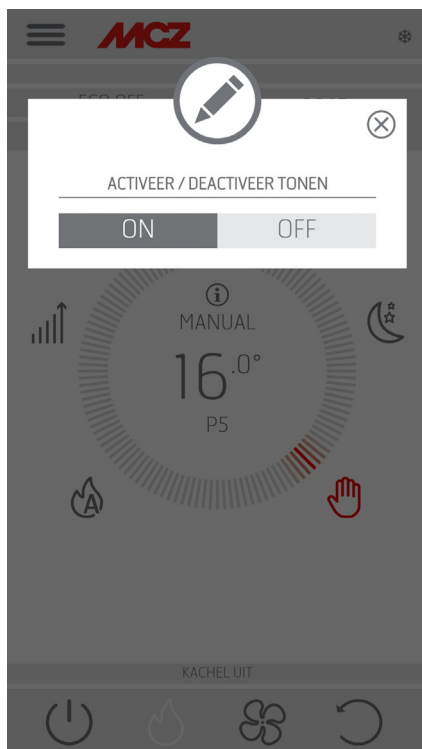 MCZ
ACTIVEER / DEACTIVEER TONEN
ON OFF
MANUAL
16.0°
P5
A
KACHEL UIT